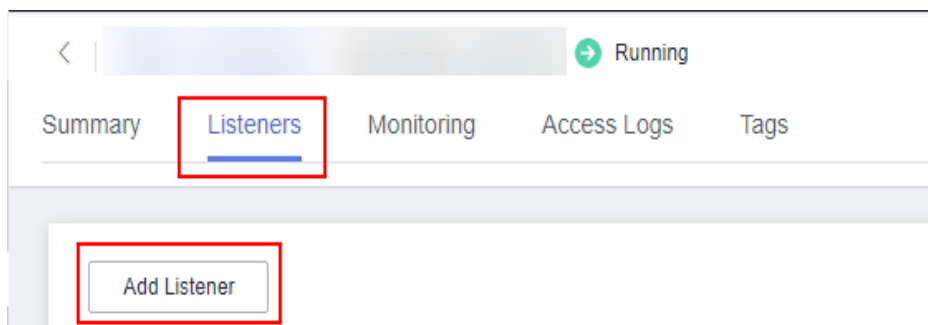 Running
Summary Listeners Monitoring Access Logs Tags
Add Listener